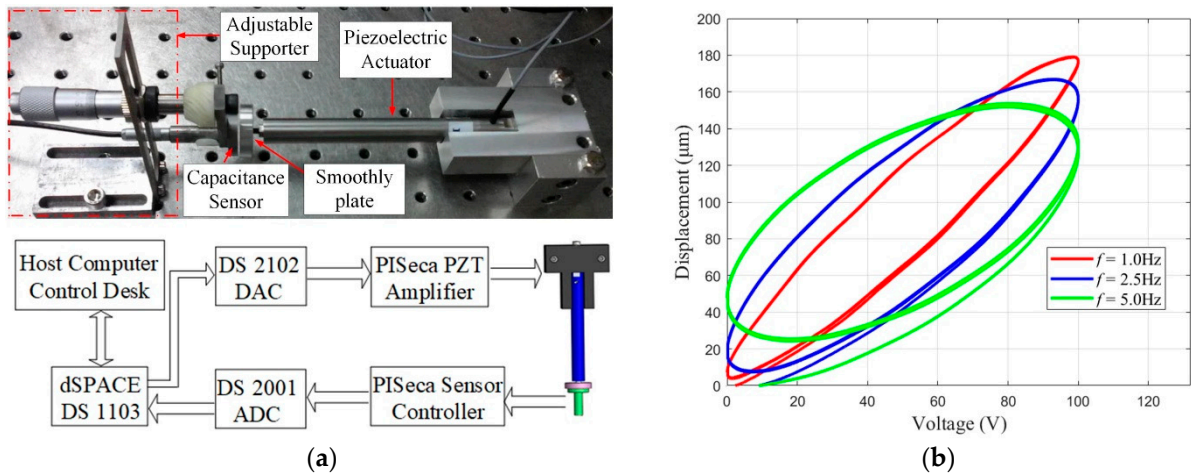 Adjustable
Supporter
Piezoelectric
Actuator
Capacitance
Sensor
Smoothly
plate
Host Computer
Control Desk
DS 2102
DAC
PISeca PZT
Amplifier
dSPACE
DS 1103
DS 2001
ADC
PISeca Sensor
Controller
(a)
200
180
160
140
120
100
80
60
40
20
0
Displacement (μm)
f = 1.0Hz
f = 2.5Hz
f = 5.0Hz
0 20 40 60 80 100 120
Voltage (V)
(b)